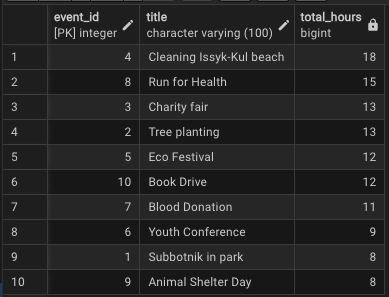 event_id title total_hours
[PK] integer character varying (100) bigint
1 4 Cleaning Issyk-Kul beach 18
2 8 Run for Health 15
3 3 Charity fair 13
4 2 Tree planting 13
5 5 Eco Festival 12
6 10 Book Drive 12
7 7 Blood Donation 11
8 6 Youth Conference 9
9 1 Subbotnik in park 8
10 9 Animal Shelter Day 8